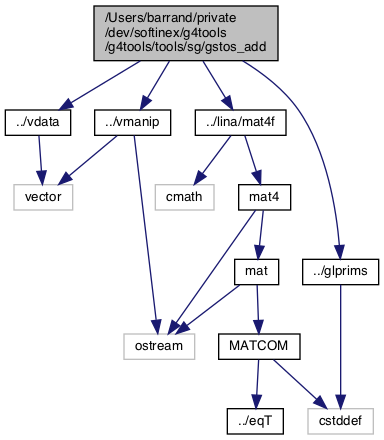 /Users/barrand/private
/dev/softinex/g4tools
/g4tools/tools/sg/gstos_add
../vdata
../vmanip
../lina/mat4f
vector
cmath
mat4
mat
../glprims
ostream
MATCOM
../eqT
cstddef